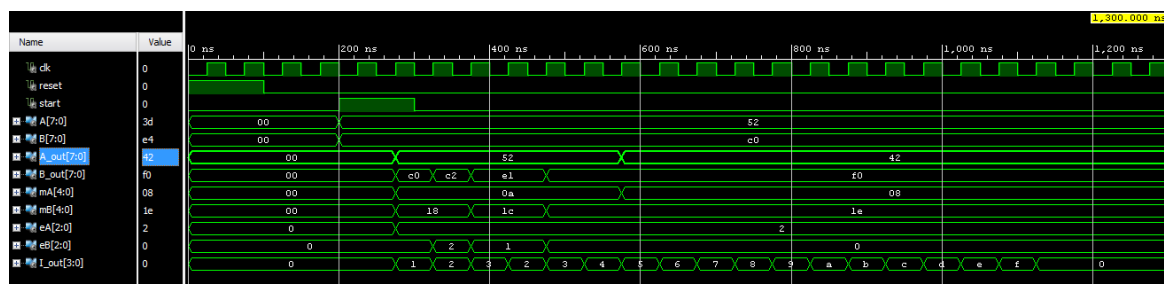 1,300.000 ns
Name Value 0 ns 200 ns 400 ns 600 ns 800 ns 1,000 ns 1,200 ns
clk 0
reset 0
start 0
A[7:0] 3d 00 52
B[7:0] e4 00 c0
A_out[7:0] 42 00 52 42
B_out[7:0] f0 00 c0 c2 e1 f0
mA[4:0] 08 00 0a 08
mB[4:0] 1e 00 18 1c 1e
eA[2:0] 2 0 2
eB[2:0] 0 0 2 1 0
I_out[3:0] 0 0 1 2 3 2 3 4 5 6 7 8 9 a b c d e f 0